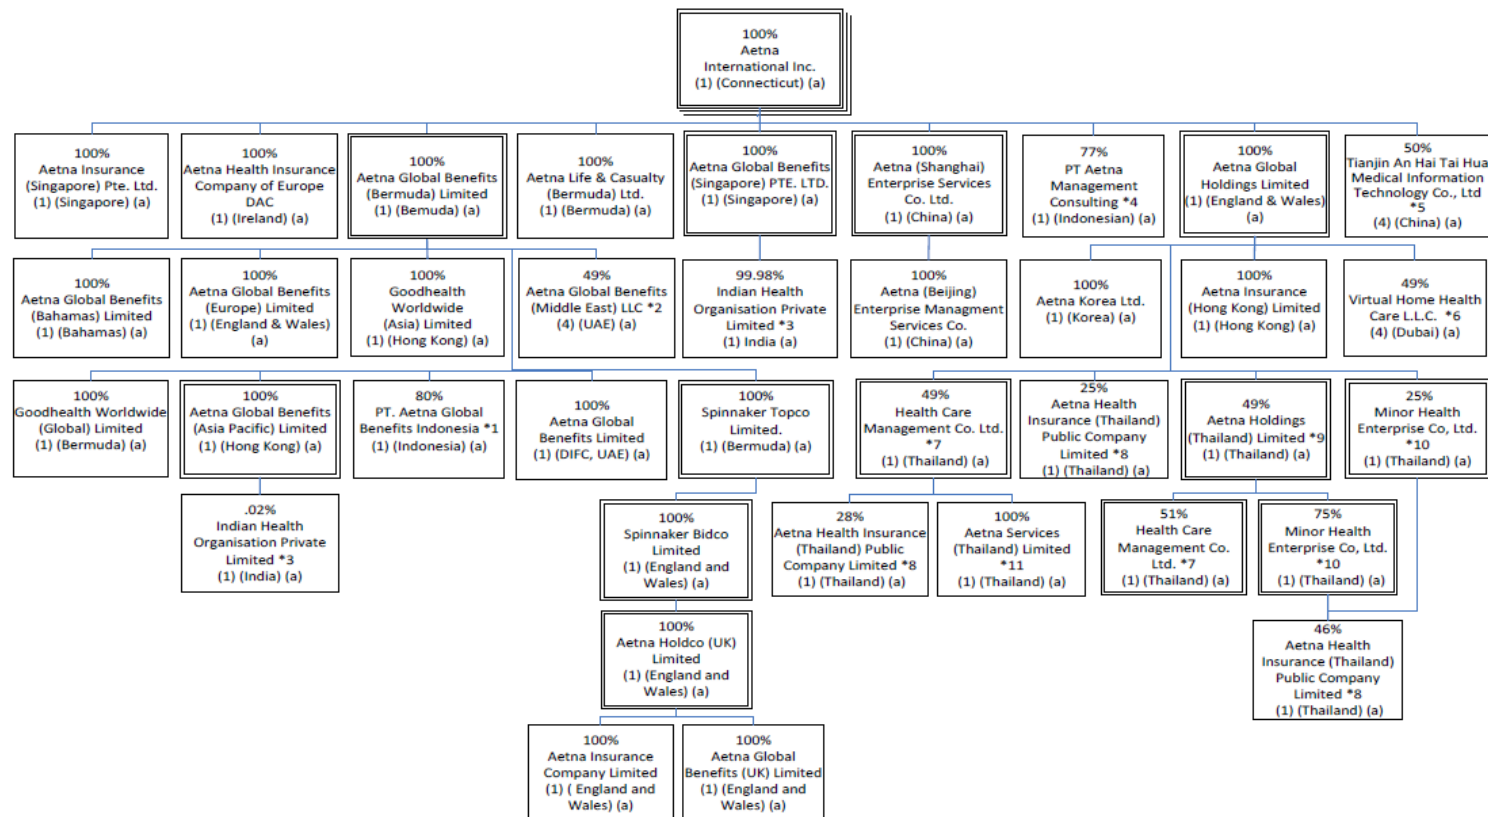 100%
Aetna
International Inc.
(1) (Connecticut) (a)
100%
Aetna Insurance
(Singapore) Pte. Ltd.
(1) (Singapore) (a)
100%
Aetna Health Insurance
Company of Europe
DAC
(1) (Ireland) (a)
100%
Aetna Global Benefits
(Bermuda) Limited
(1) (Bemuda) (a)
100%
Aetna Life & Casualty
(Bermuda) Ltd.
(1) (Bermuda) (a)
100%
Aetna Global Benefits
(Singapore) PTE. LTD.
(1) (Singapore) (a)
100%
Aetna (Shanghai)
Enterprise Services
Co. Ltd.
(1) (China) (a)
77%
PT Aetna
Management
Consulting *4
(1) (Indonesian) (a)
100%
Aetna Global
Holdings Limited
(1) (England & Wales)
(a)
50%
Tianjin An Hai Tai Hua
Medical Information
Technology Co., Ltd
*5
(4) (China) (a)
100%
Aetna Global Benefits
(Bahamas) Limited
(1) (Bahamas) (a)
100%
Aetna Global Benefits
(Europe) Limited
(1) (England & Wales)
(a)
100%
Goodhealth
Worldwide
(Asia) Limited
(1) (Hong Kong) (a)
49%
Aetna Global Benefits
(Middle East) LLC *2
(4) (UAE) (a)
99.98%
Indian Health
Organisation Private
Limited *3
(1) India (a)
100%
Aetna (Beijing)
Enterprise Managment
Services Co.
(1) (China) (a)
100%
Aetna Korea Ltd.
(1) (Korea) (a)
100%
Aetna Insurance
(Hong Kong) Limited
(1) (Hong Kong) (a)
49%
Virtual Home Health
Care L.L.C. *6
(4) (Dubai) (a)
100%
Goodhealth Worldwide
(Global) Limited
(1) (Bermuda) (a)
100%
Aetna Global Benefits
(Asia Pacific) Limited
(1) (Hong Kong) (a)
80%
PT. Aetna Global
Benefits Indonesia *1
(1) (Indonesia) (a)
100%
Aetna Global
Benefits Limited
(1) (DIFC, UAE) (a)
100%
Spinnaker Topco
Limited.
(1) (Bermuda) (a)
49%
Health Care
Management Co. Ltd.
*7
(1) (Thailand) (a)
25%
Aetna Health
Insurance (Thailand)
Public Company
Limited *8
(1) (Thailand) (a)
49%
Aetna Holdings
(Thailand) Limited *9
(1) (Thailand) (a)
25%
Minor Health
Enterprise Co, Ltd.
*10
(1) (Thailand) (a)
.02%
Indian Health
Organisation Private
Limited *3
(1) (India) (a)
100%
Spinnaker Bidco
Limited
(1) (England and
Wales) (a)
28%
Aetna Health Insurance
(Thailand) Public
Company Limited *8
(1) (Thailand) (a)
100%
Aetna Services
(Thailand) Limited
*11
(1) (Thailand) (a)
51%
Health Care
Management Co.
Ltd. *7
(1) (Thailand) (a)
75%
Minor Health
Enterprise Co, Ltd.
*10
(1) (Thailand) (a)
100%
Aetna Holdco (UK)
Limited
(1) (England and
Wales) (a)
46%
Aetna Health
Insurance (Thailand)
Public Company
Limited *8
(1) (Thailand) (a)
100%
Aetna Insurance
Company Limited
(1) ( England and
Wales) (a)
100%
Aetna Global
Benefits (UK) Limited
(1) (England and
Wales) (a)